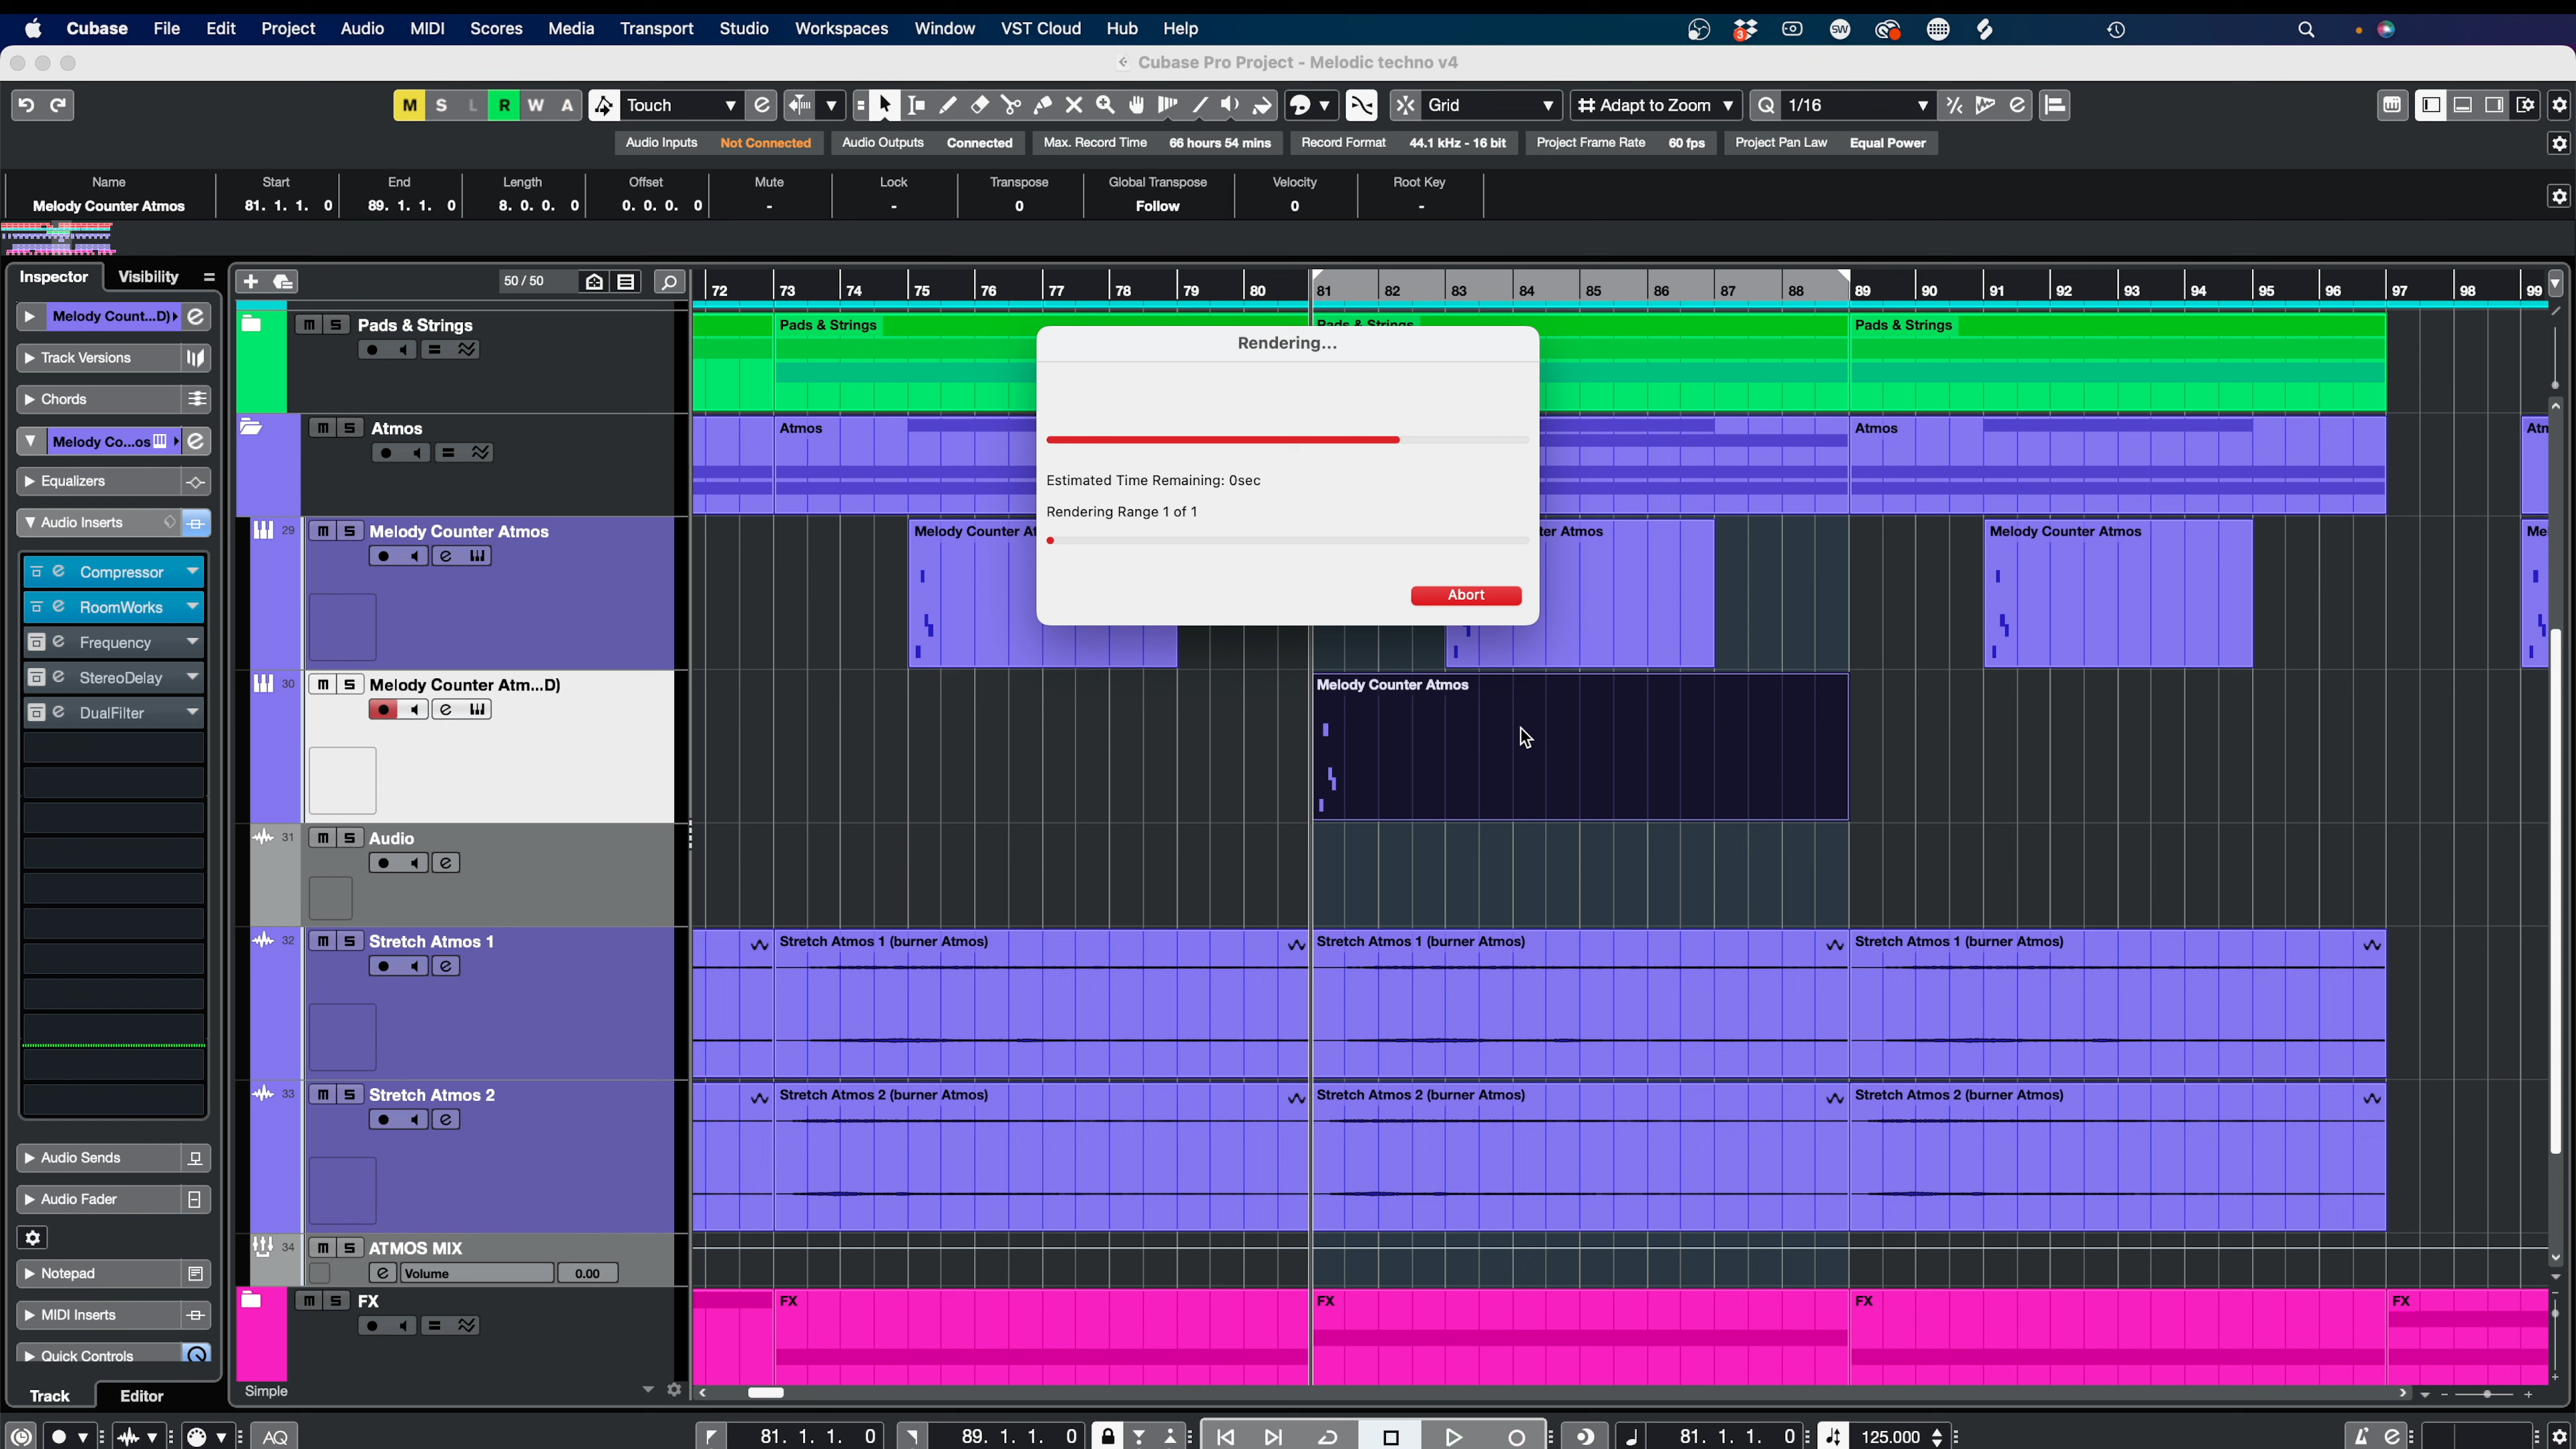 Cubase File Edit Project Audio MIDI Scores Media Transport Studio Workspaces Window VST Cloud Hub Help
Cubase Pro Project - Melodic techno v4
M S L R W A Touch Grid Adapt to Zoom Q 1/16
Audio Inputs Not Connected Audio Outputs Connected Max. Record Time 66 hours 54 mins Record Format 44.1 kHz - 16 bit Project Frame Rate 60 fps Project Pan Law Equal Power
Name Start End Length Offset Mute Lock Transpose Global Transpose Velocity Root Key
Melody Counter Atmos 81. 1. 1. 0 89. 1. 1. 0 8. 0. 0. 0 0. 0. 0. 0 - - 0 Follow 0 -
Inspector Visibility
50 / 50
72 73 74 75 76 77 78 79 80 81 82 83 84 85 86 87 88 89 90 91 92 93 94 95 96 97 98 99
Melody Count...D)
Track Versions
Chords
Melody Co...os
Equalizers
Audio Inserts
Compressor
RoomWorks
Frequency
StereoDelay
DualFilter
Audio Sends
Audio Fader
Notepad
MIDI Inserts
Quick Controls
Track Editor
m S Pads & Strings
Pads & Strings Pads & Strings Pads & Strings
m S Atmos
Atmos Atmos Atn
29 m S Melody Counter Atmos
Melody Counter At ter Atmos Melody Counter Atmos Me
30 m S Melody Counter Atm...D)
Melody Counter Atmos
31 m S Audio
32 m S Stretch Atmos 1
Stretch Atmos 1 (burner Atmos) Stretch Atmos 1 (burner Atmos) Stretch Atmos 1 (burner Atmos)
33 m S Stretch Atmos 2
Stretch Atmos 2 (burner Atmos) Stretch Atmos 2 (burner Atmos) Stretch Atmos 2 (burner Atmos)
34 m S ATMOS MIX
Volume 0.00
m S FX
FX FX FX FX
Simple
Rendering...
Estimated Time Remaining: 0sec
Rendering Range 1 of 1
Abort
AQ 81. 1. 1. 0 89. 1. 1. 0 81. 1. 1. 0 125.000